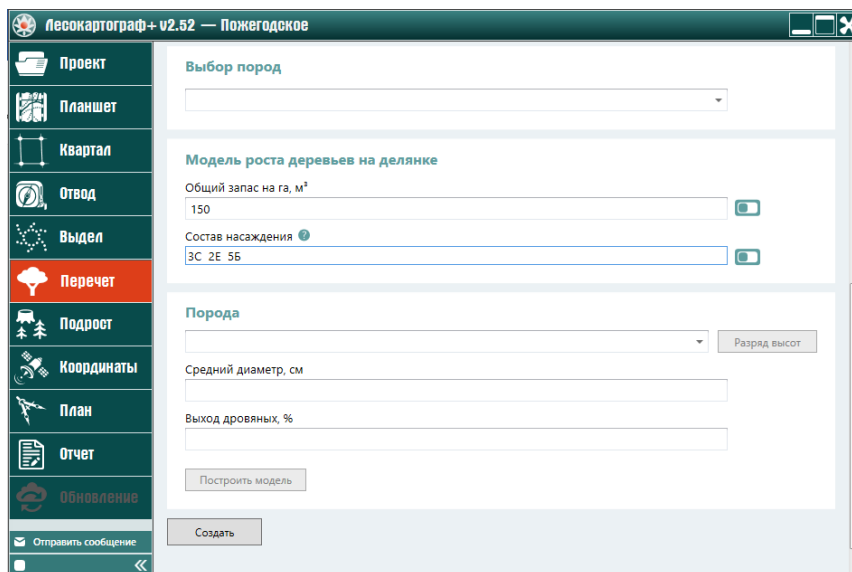 Лесокартограф+ v2.52 — Пожегодское
Проект
Планшет
Квартал
Отвод
Выдел
Перечет
Подрост
Координаты
План
Отчет
Обновление
Отправить сообщение
Выбор пород
Модель роста деревьев на делянке
Общий запас на га, м³
150
Состав насаждения ?
3С 2Е 5Б
Порода
Разряд высот
Средний диаметр, см
Выход дровяных, %
Построить модель
Создать